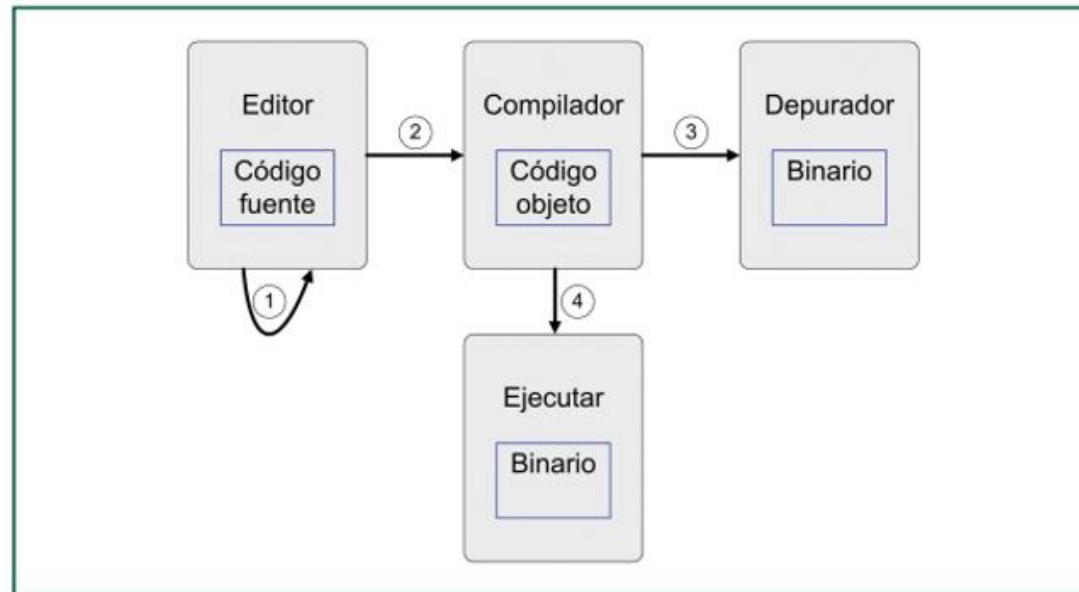 Editor
Código
fuente
1
2
Compilador
Código
objeto
3
Depurador
Binario
4
Ejecutar
Binario